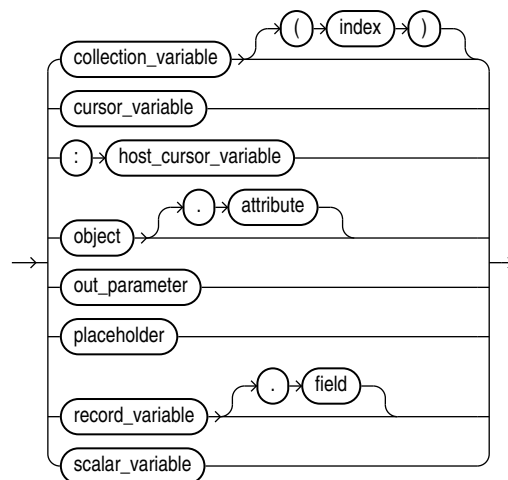 ( index )
collection_variable
cursor_variable
: host_cursor_variable
. attribute
object
out_parameter
placeholder
. field
record_variable
scalar_variable